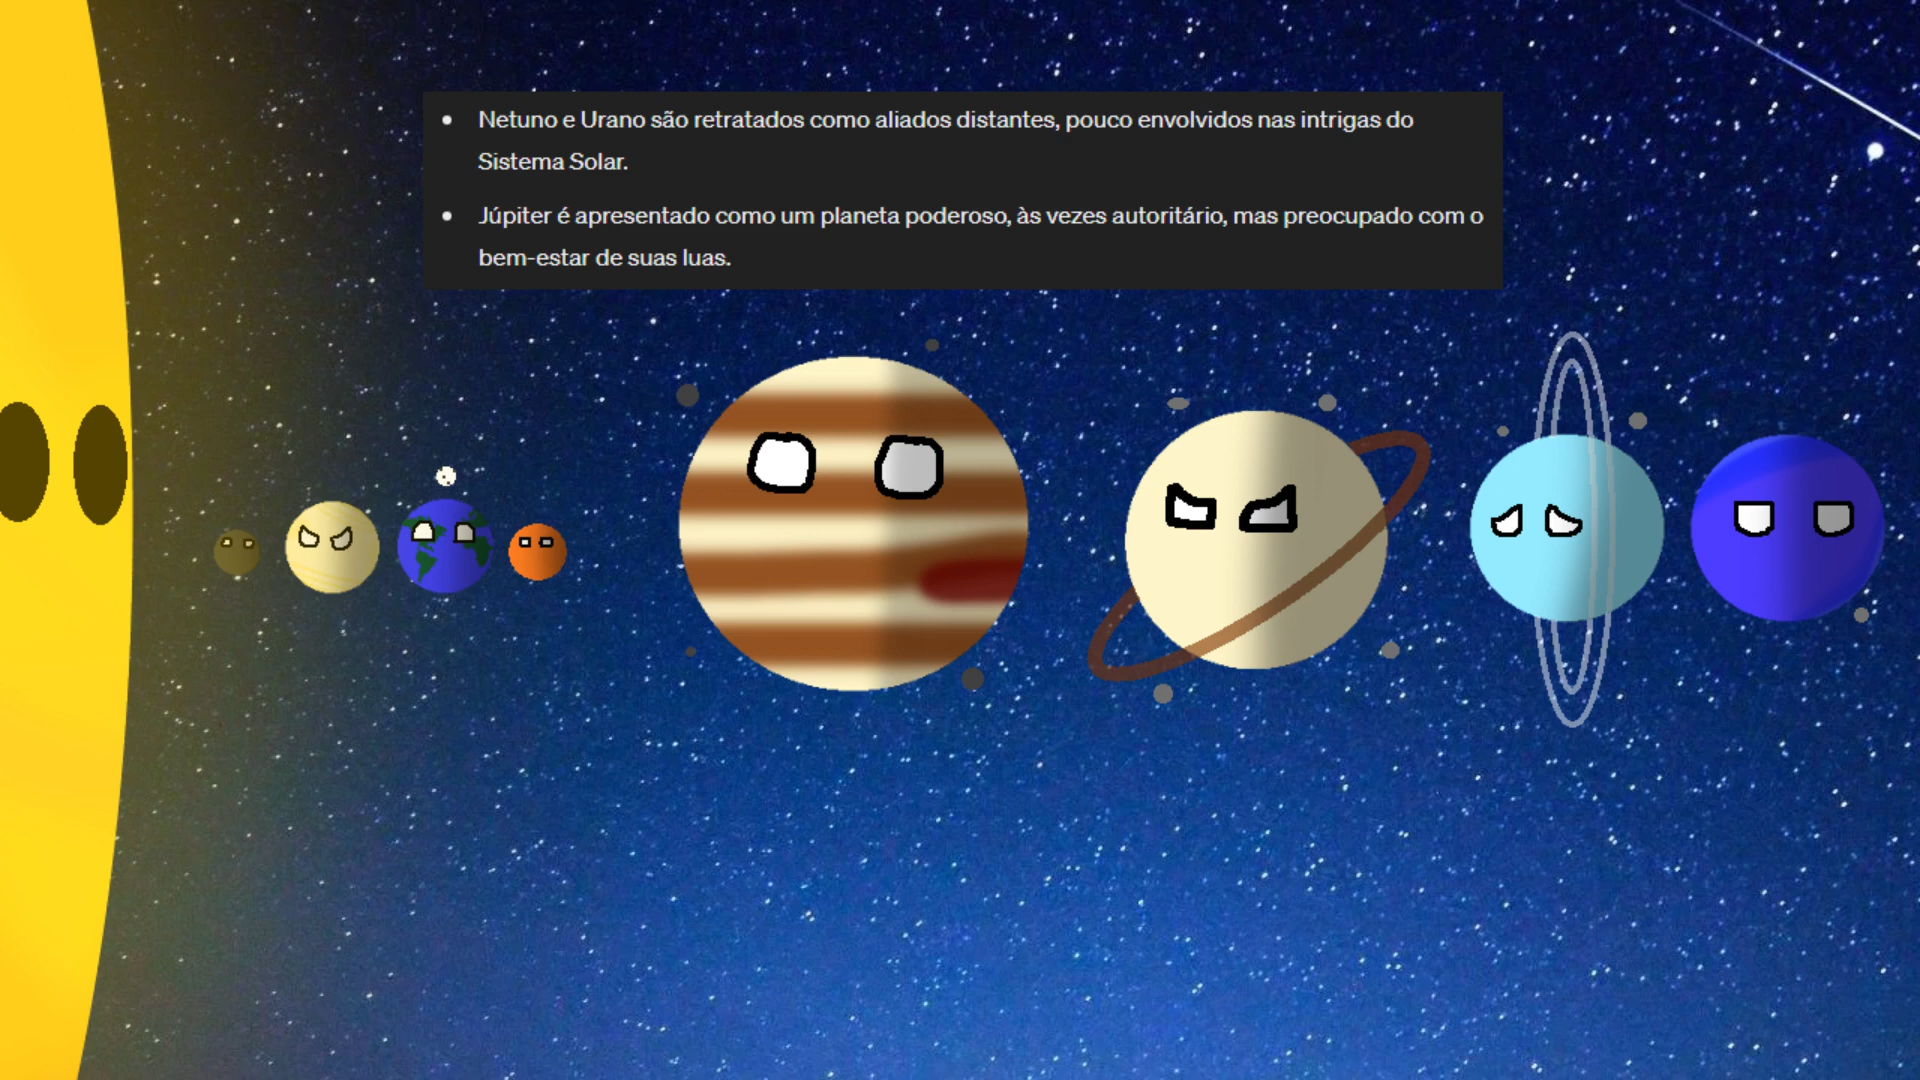 Netuno e Urano são retratados como aliados distantes, pouco envolvidos nas intrigas do
Sistema Solar.
Júpiter é apresentado como um planeta poderoso, às vezes autoritário, mas preocupado com o
bem-estar de suas luas.